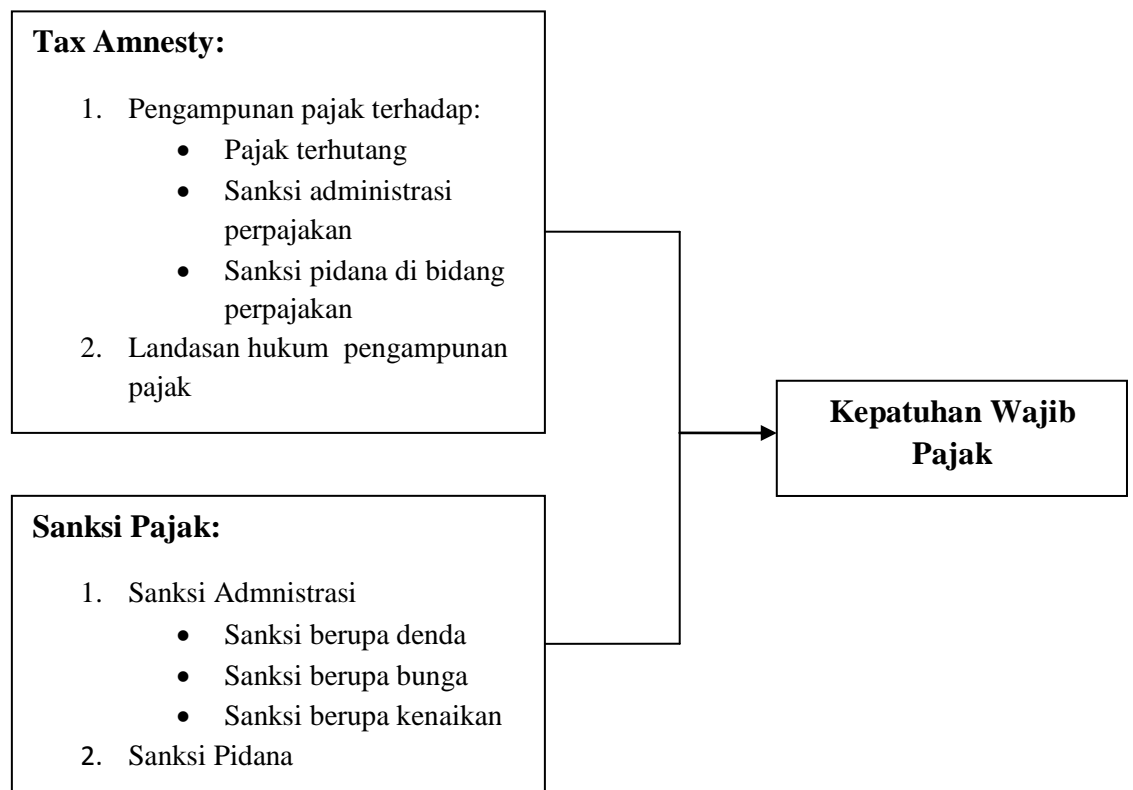 Tax Amnesty:
1. Pengampunan pajak terhadap:
• Pajak terhutang
• Sanksi administrasi
perpajakan
• Sanksi pidana di bidang
perpajakan
2. Landasan hukum pengampunan
pajak
Kepatuhan Wajib
Pajak
Sanksi Pajak:
1. Sanksi Admnistrasi
• Sanksi berupa denda
• Sanksi berupa bunga
• Sanksi berupa kenaikan
2. Sanksi Pidana